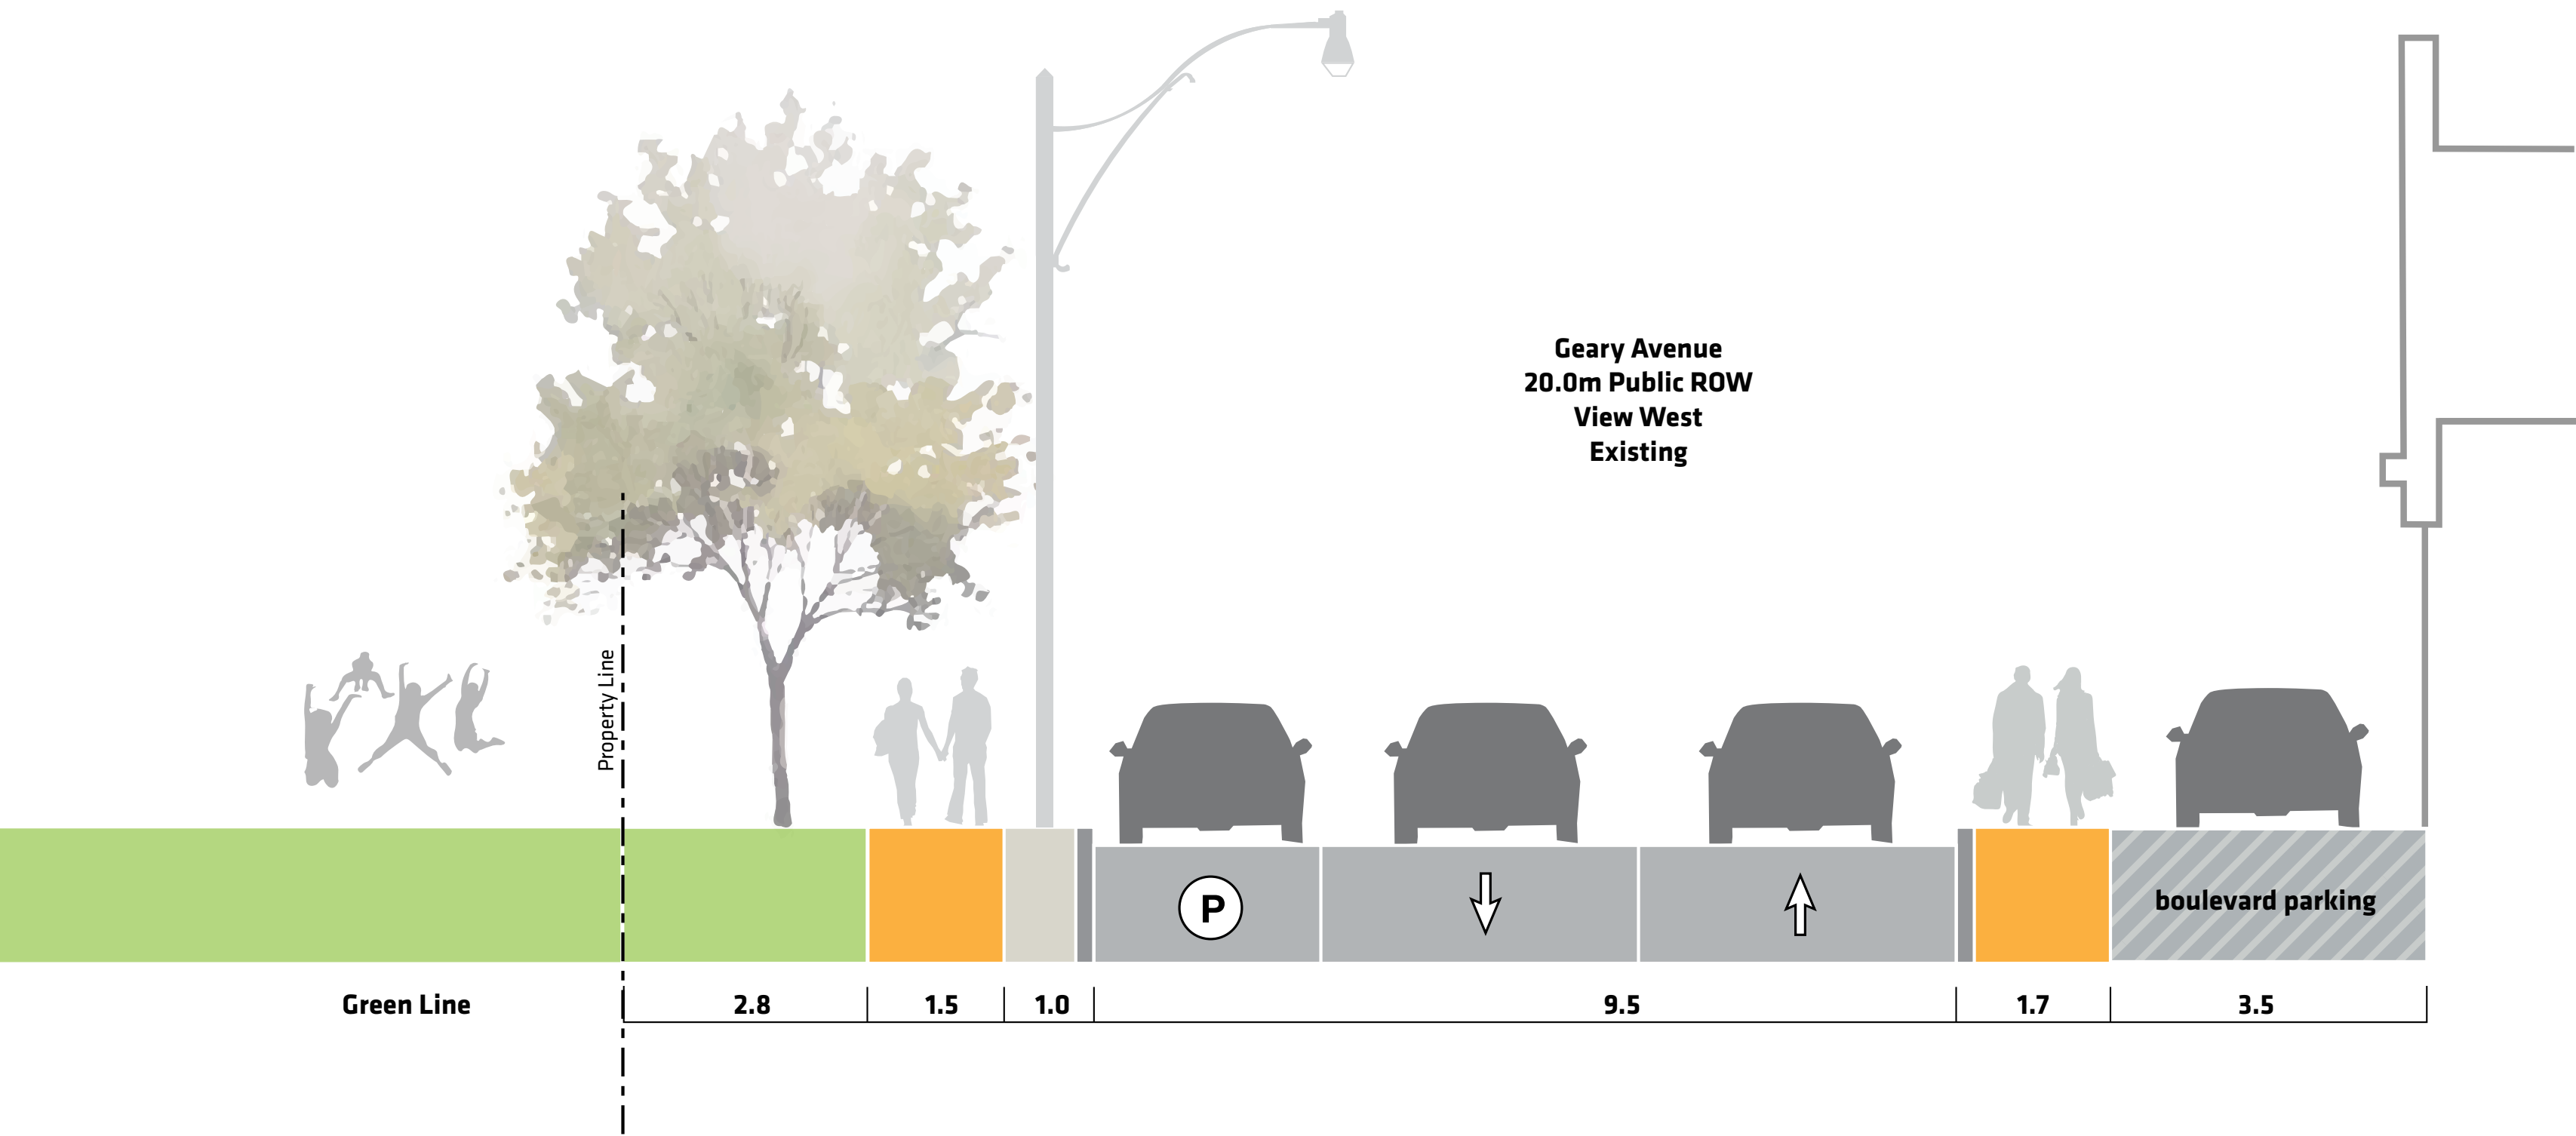 Geary Avenue
20.0m Public ROW
View West
Existing
Property Line
P
boulevard parking
Green Line
2.8
1.5
1.0
9.5
1.7
3.5